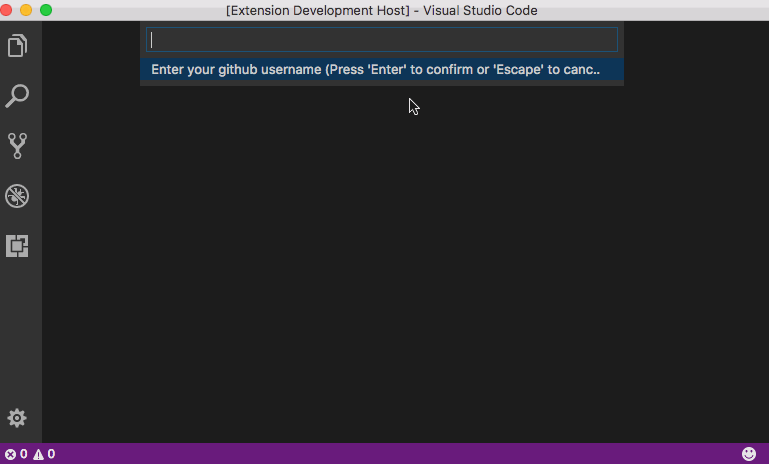 [Extension Development Host] - Visual Studio Code
Enter your github username (Press 'Enter' to confirm or 'Escape' to canc..
0 0